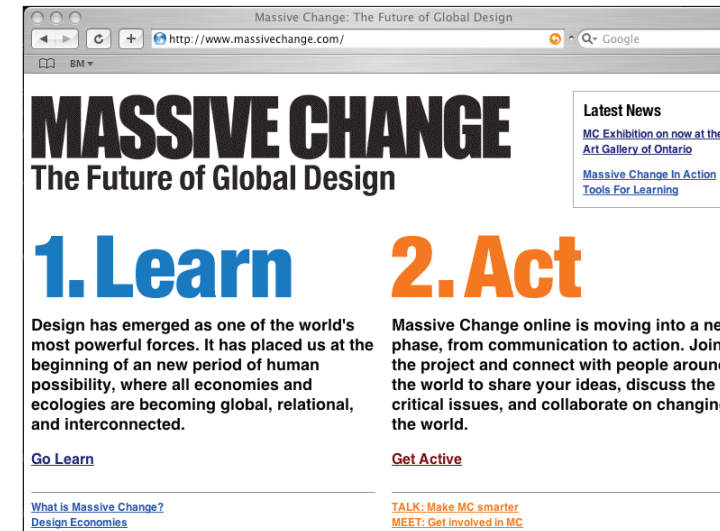 Massive Change: The Future of Global Design
http://www.massivechange.com/
Google
BM
MASSIVE CHANGE
The Future of Global Design
Latest News
MC Exhibition on now at the
Art Gallery of Ontario
Massive Change In Action
Tools For Learning
1. Learn
Design has emerged as one of the world's
most powerful forces. It has placed us at the
beginning of an new period of human
possibility, where all economies and
ecologies are becoming global, relational,
and interconnected.
Go Learn
What is Massive Change?
Design Economies
2. Act
Massive Change online is moving into a ne
phase, from communication to action. Join
the project and connect with people aroun
the world to share your ideas, discuss the
critical issues, and collaborate on changing
the world.
Get Active
TALK: Make MC smarter
MEET: Get involved in MC